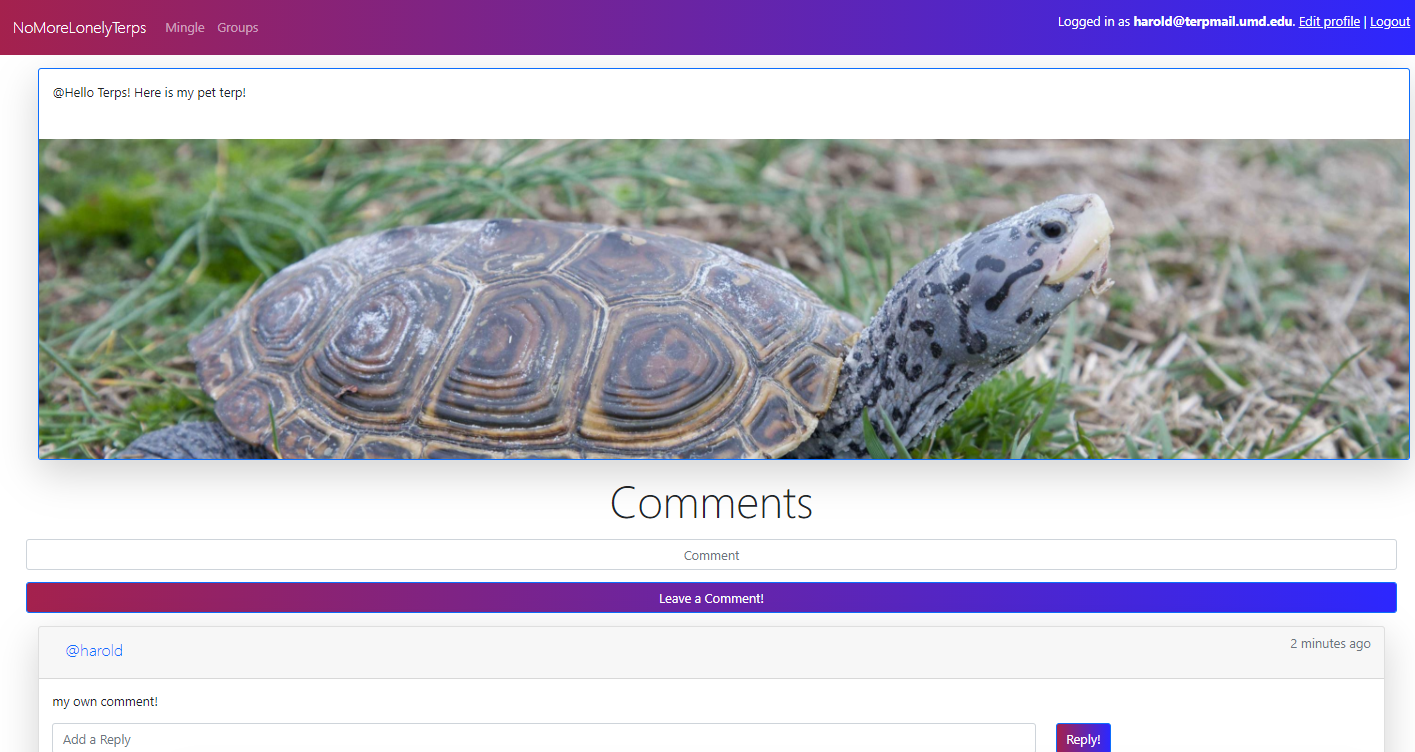 NoMoreLonelyTerps Mingle Groups Logged in as harold@terpmail.umd.edu. Edit profile | Logout
@Hello Terps! Here is my pet terp!
Comments
Comment
Leave a Comment!
@harold 2 minutes ago
my own comment!
Add a Reply Reply!